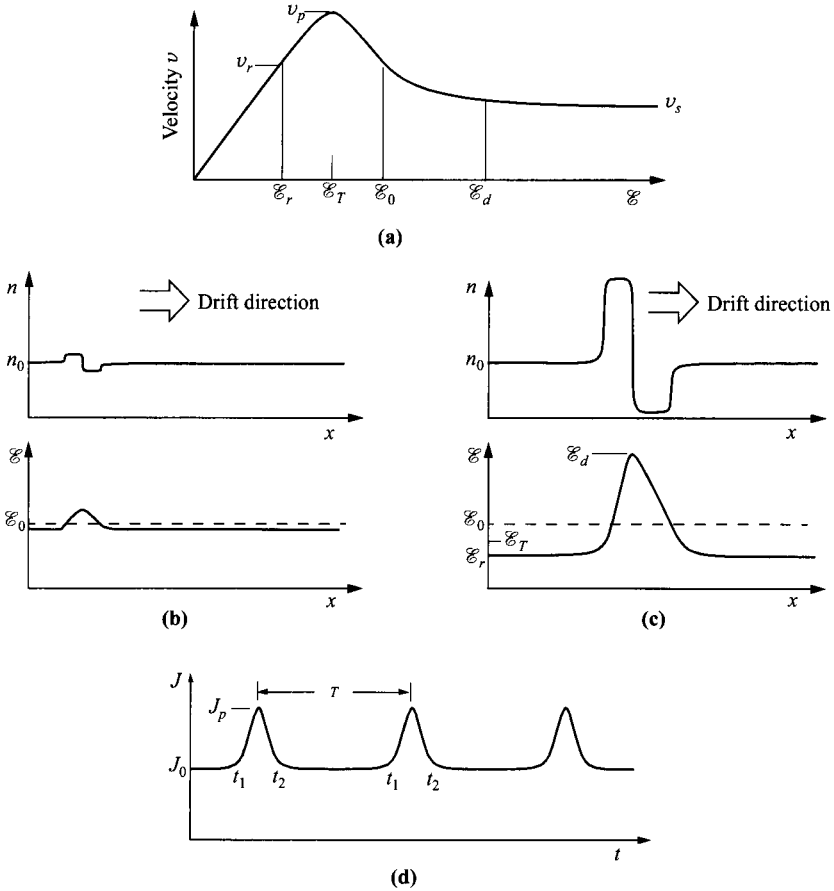 v_p
v_r
v_s
Velocity v
ℰ_r ℰ_T ℰ_0 ℰ_d ℰ
(a)
n
Drift direction
n_0
x
ℰ
ℰ_0
x
(b)
n
Drift direction
n_0
x
ℰ
ℰ_d
ℰ_0
ℰ_T
ℰ_r
x
(c)
J
T
J_p
J_0
t_1 t_2 t_1 t_2
t
(d)